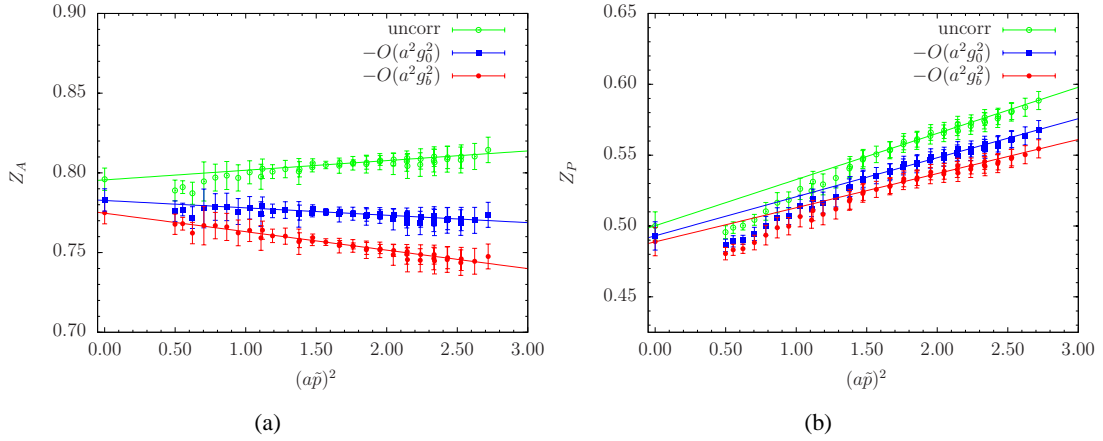 0.90
0.85
0.80
0.75
0.70
Z_A
uncorr
−O(a²g₀²)
−O(a²g_b²)
0.00 0.50 1.00 1.50 2.00 2.50 3.00
(ap̃)²
(a)
0.65
0.60
0.55
0.50
0.45
Z_P
uncorr
−O(a²g₀²)
−O(a²g_b²)
0.00 0.50 1.00 1.50 2.00 2.50 3.00
(ap̃)²
(b)